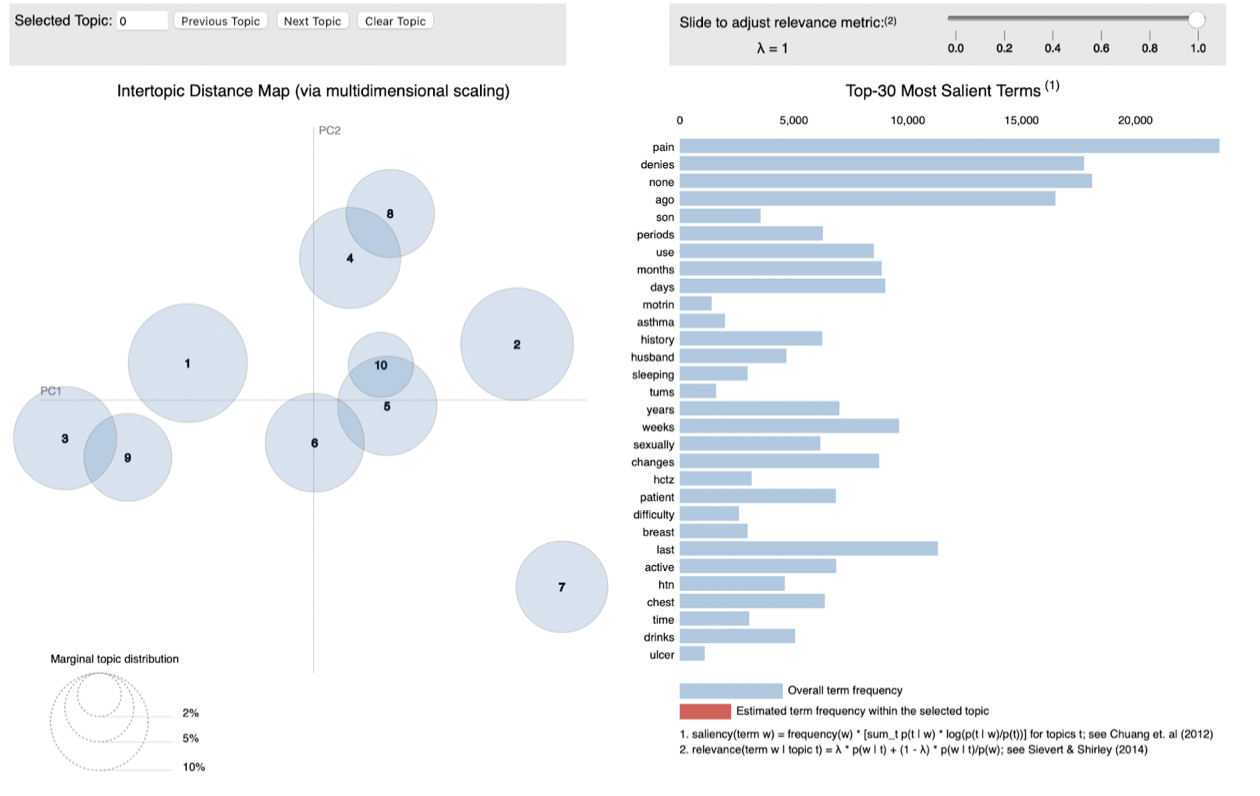 Selected Topic: 0 Previous Topic Next Topic Clear Topic
Slide to adjust relevance metric:(2)
λ = 1
0.0 0.2 0.4 0.6 0.8 1.0
Intertopic Distance Map (via multidimensional scaling)
PC2
PC1
8
4
2
1
10
5
3
6
9
7
Marginal topic distribution
2%
5%
10%
Top-30 Most Salient Terms (1)
0 5,000 10,000 15,000 20,000
pain
denies
none
ago
son
periods
use
months
days
motrin
asthma
history
husband
sleeping
tums
years
weeks
sexually
changes
hctz
patient
difficulty
breast
last
active
htn
chest
time
drinks
ulcer
Overall term frequency
Estimated term frequency within the selected topic
1. saliency(term w) = frequency(w) * [sum_t p(t | w) * log(p(t | w)/p(t))] for topics t; see Chuang et. al (2012)
2. relevance(term w | topic t) = λ * p(w | t) + (1 - λ) * p(w | t)/p(w); see Sievert & Shirley (2014)